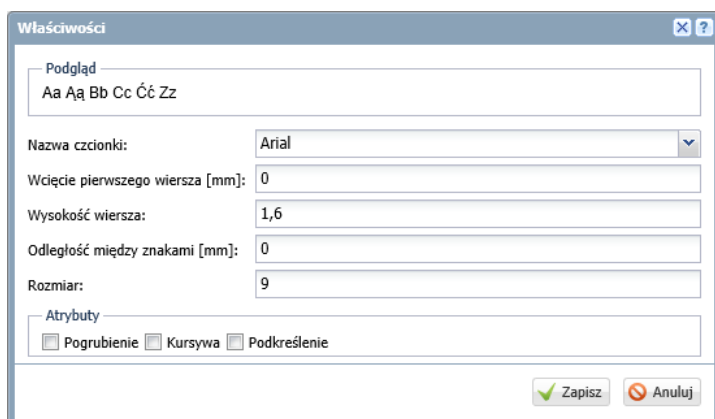 Właściwości
Podgląd
Aa Ąą Bb Cc Ćć Zz
Nazwa czcionki: Arial
Wcięcie pierwszego wiersza [mm]: 0
Wysokość wiersza: 1,6
Odległość między znakami [mm]: 0
Rozmiar: 9
Atrybuty
Pogrubienie Kursywa Podkreślenie
Zapisz Anuluj